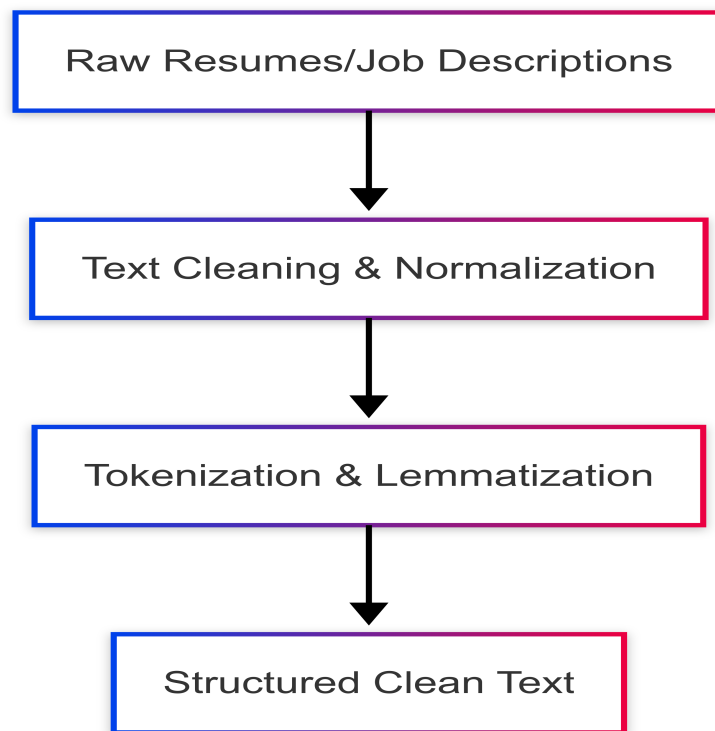 Raw Resumes/Job Descriptions
Text Cleaning & Normalization
Tokenization & Lemmatization
Structured Clean Text